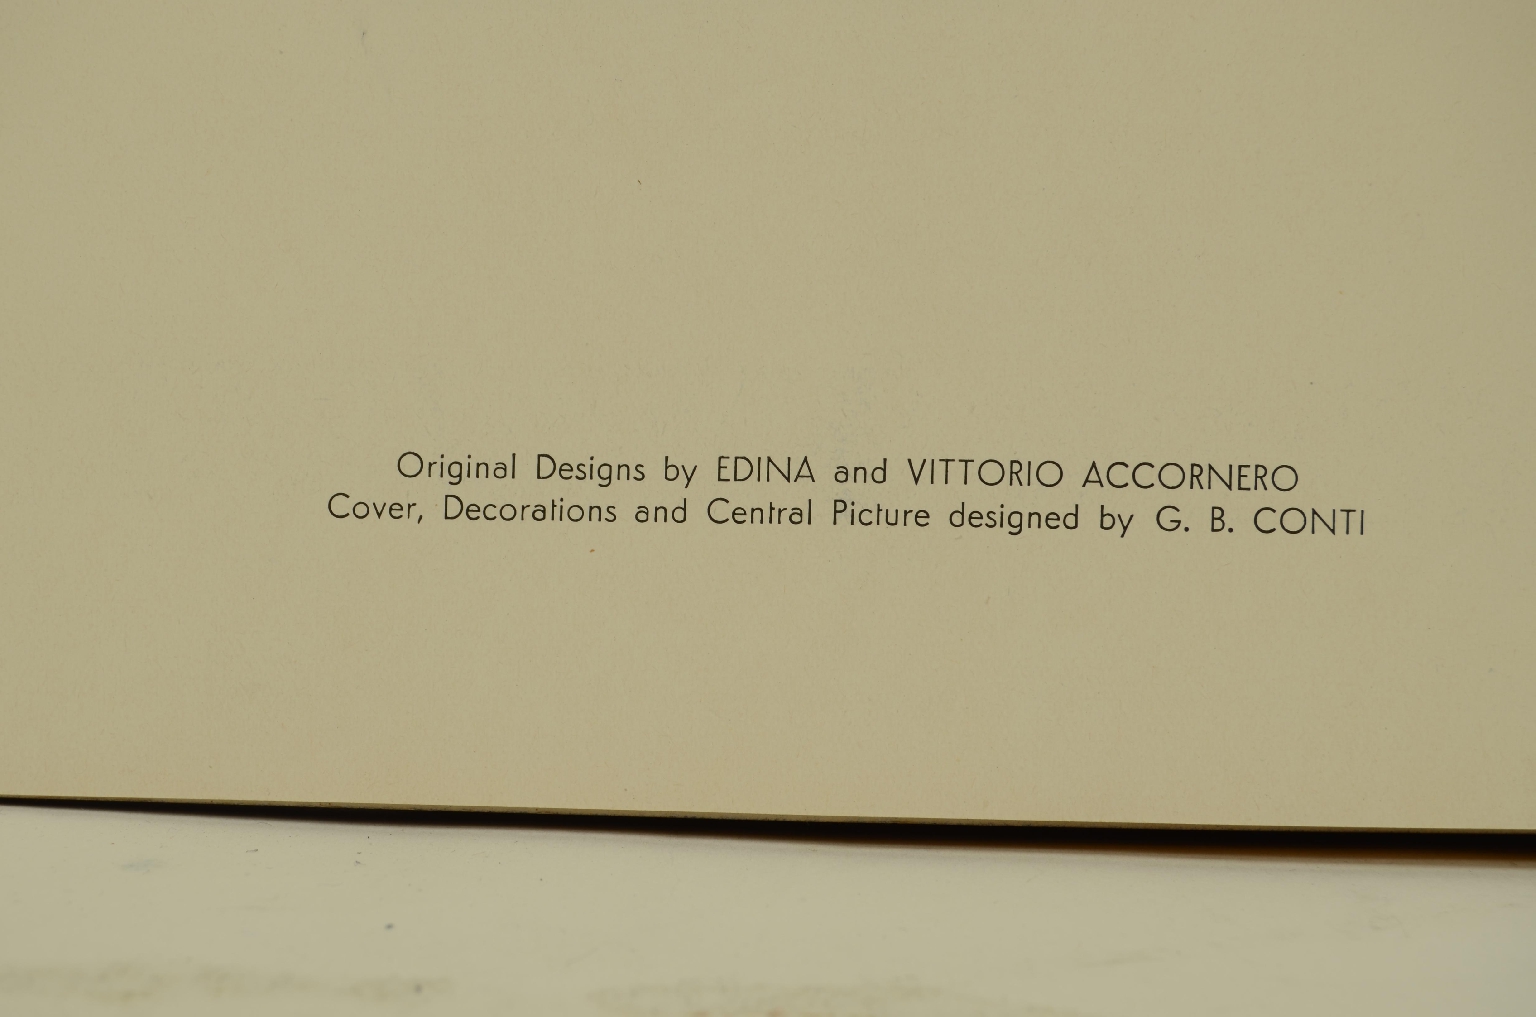 Original Designs by EDINA and VITTORIO ACCORNERO
Cover, Decorations and Central Picture designed by G. B. CONTI